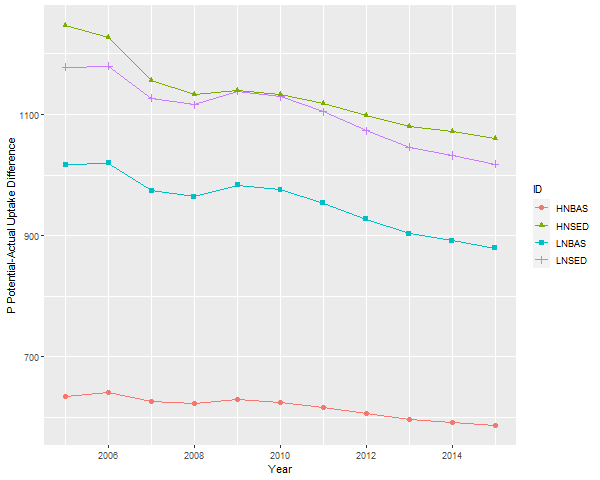 P Potential-Actual Uptake Difference
1100
900
700
2006
2008
2010
2012
2014
Year
ID
HNBAS
HNSED
LNBAS
LNSED